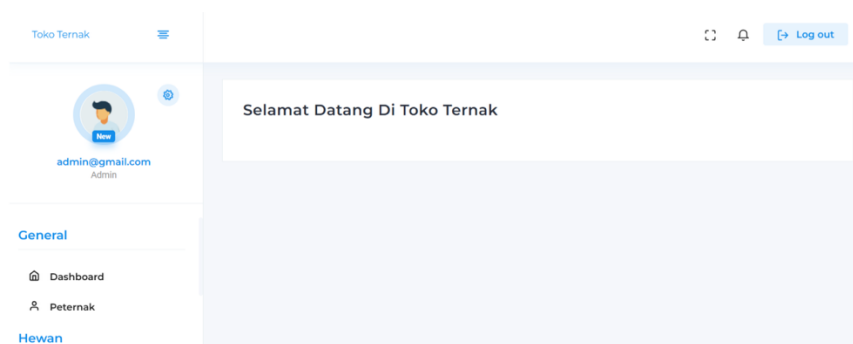 Toko Ternak
Log out
New
admin@gmail.com
Admin
Selamat Datang Di Toko Ternak
General
Dashboard
Peternak
Hewan